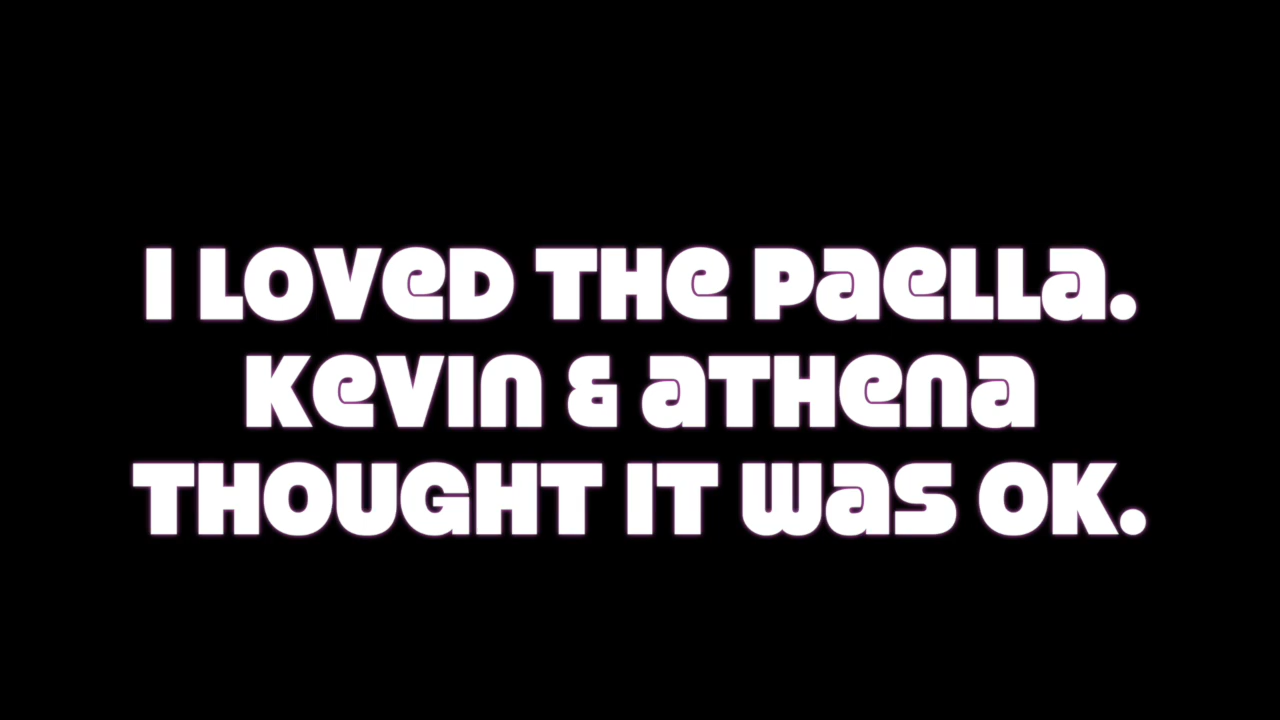 I LOVED THE PAELLA.
KEVIN & ATHENA
THOUGHT IT WAS OK.